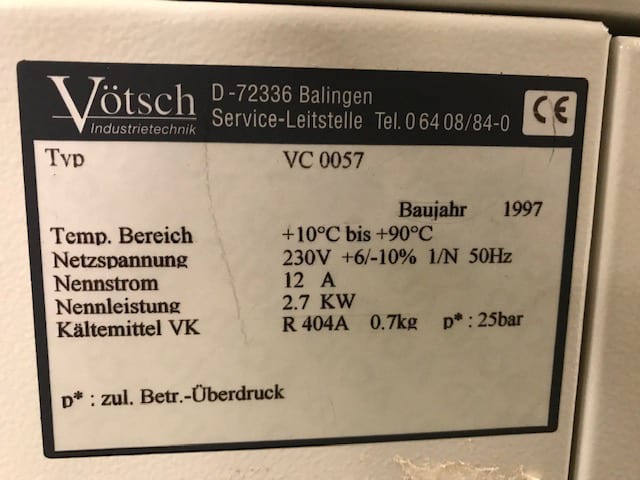 Vötsch
Industrietechnik
D-72336 Balingen
Service-Leitstelle Tel. 0 64 08/84-0
CE
Typ VC 0057
Baujahr 1997
Temp. Bereich +10°C bis +90°C
Netzspannung 230V +6/-10% 1/N 50Hz
Nennstrom 12 A
Nennleistung 2.7 KW
Kältemittel VK R 404A 0.7kg p* : 25bar
p* : zul. Betr.-Überdruck